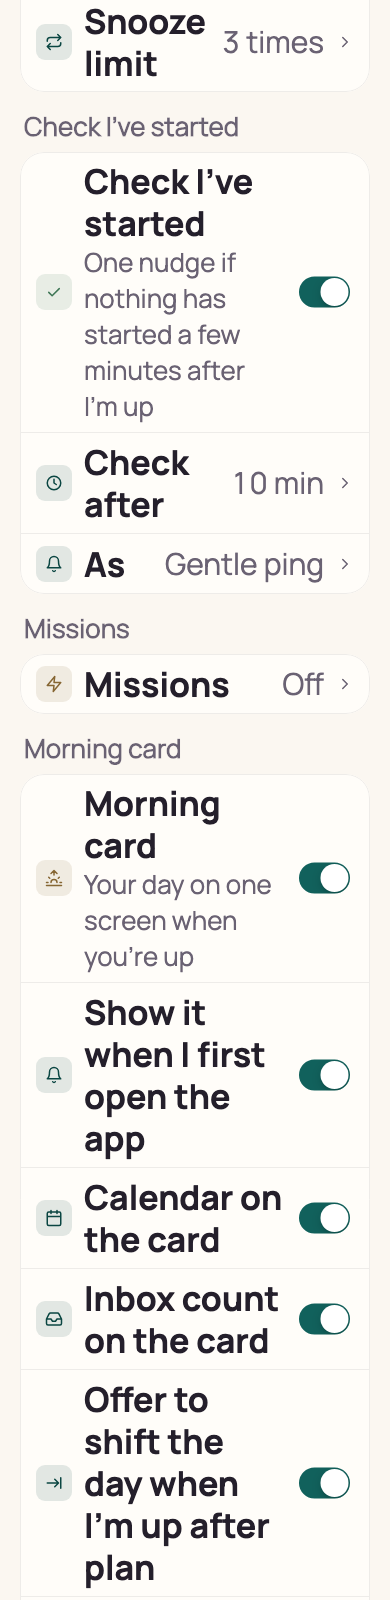 Snooze
limit
3 times
Check I've started
Check I've
started
One nudge if
nothing has
started a few
minutes after
I'm up
Check
after
10 min
As
Gentle ping
Missions
Missions
Off
Morning card
Morning
card
Your day on one
screen when
you're up
Show it
when I first
open the
app
Calendar on
the card
Inbox count
on the card
Offer to
shift the
day when
I'm up after
plan